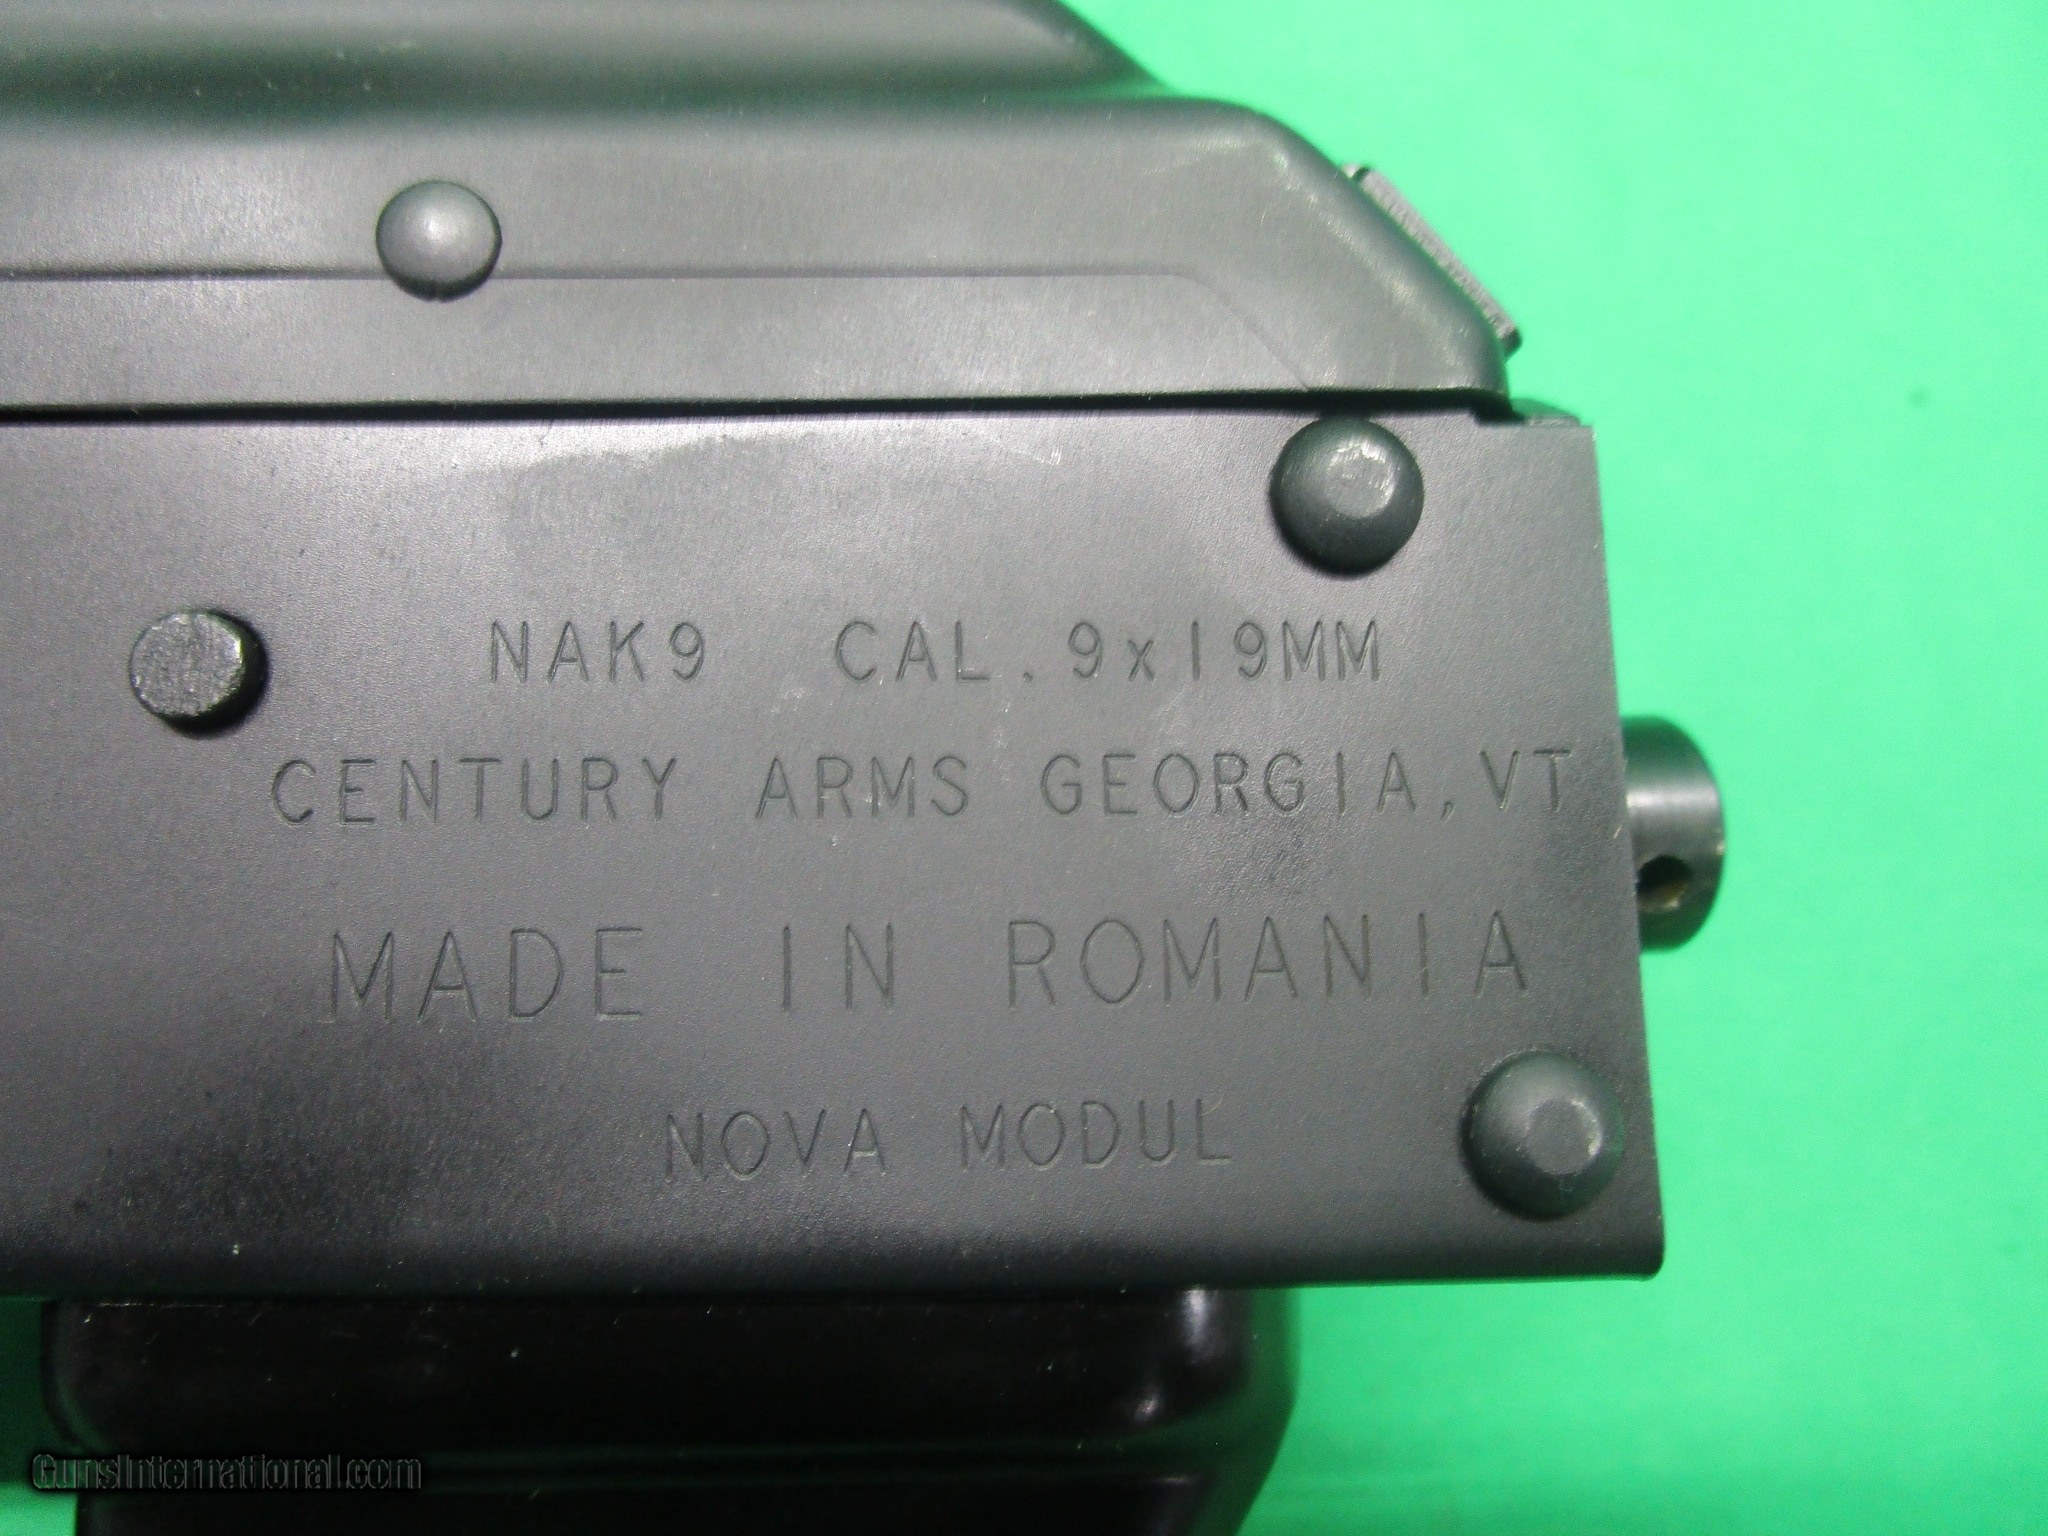 NAK9 CAL. 9x19MM
CENTURY ARMS GEORGIA, VT
MADE IN ROMANIA
NOVA MODUL
GunsInternational.com